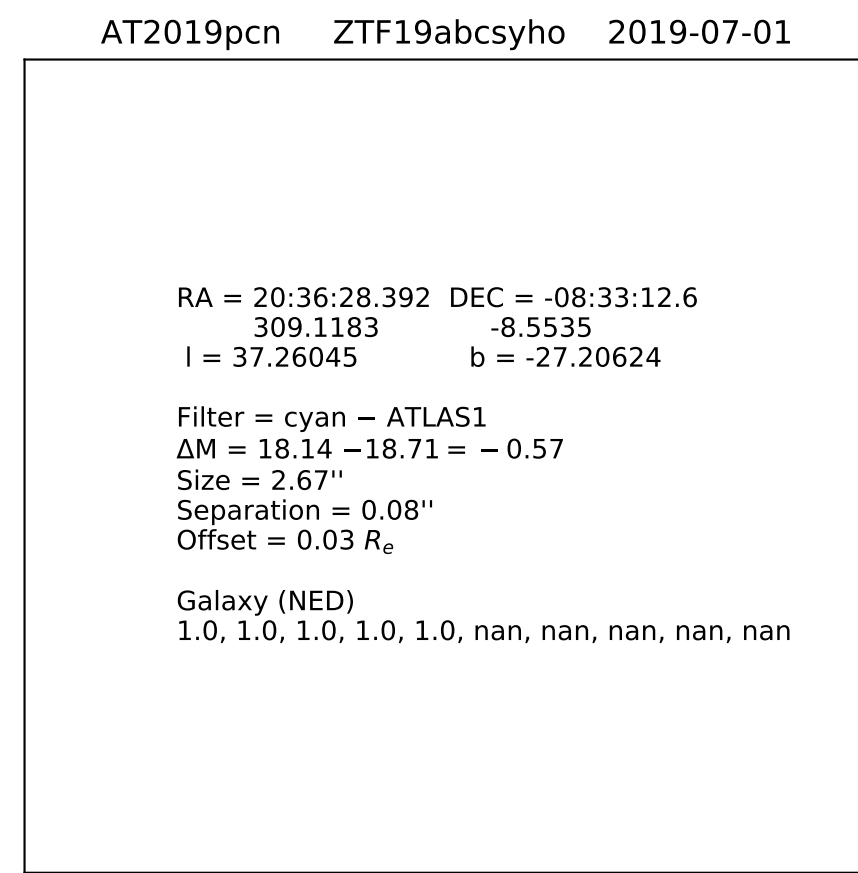 AT2019pcn ZTF19abcsyho 2019-07-01
RA = 20:36:28.392 DEC = -08:33:12.6
309.1183 -8.5535
l = 37.26045 b = -27.20624
Filter = cyan − ATLAS1
ΔM = 18.14 −18.71 = − 0.57
Size = 2.67''
Separation = 0.08''
Offset = 0.03 Re
Galaxy (NED)
1.0, 1.0, 1.0, 1.0, 1.0, nan, nan, nan, nan, nan